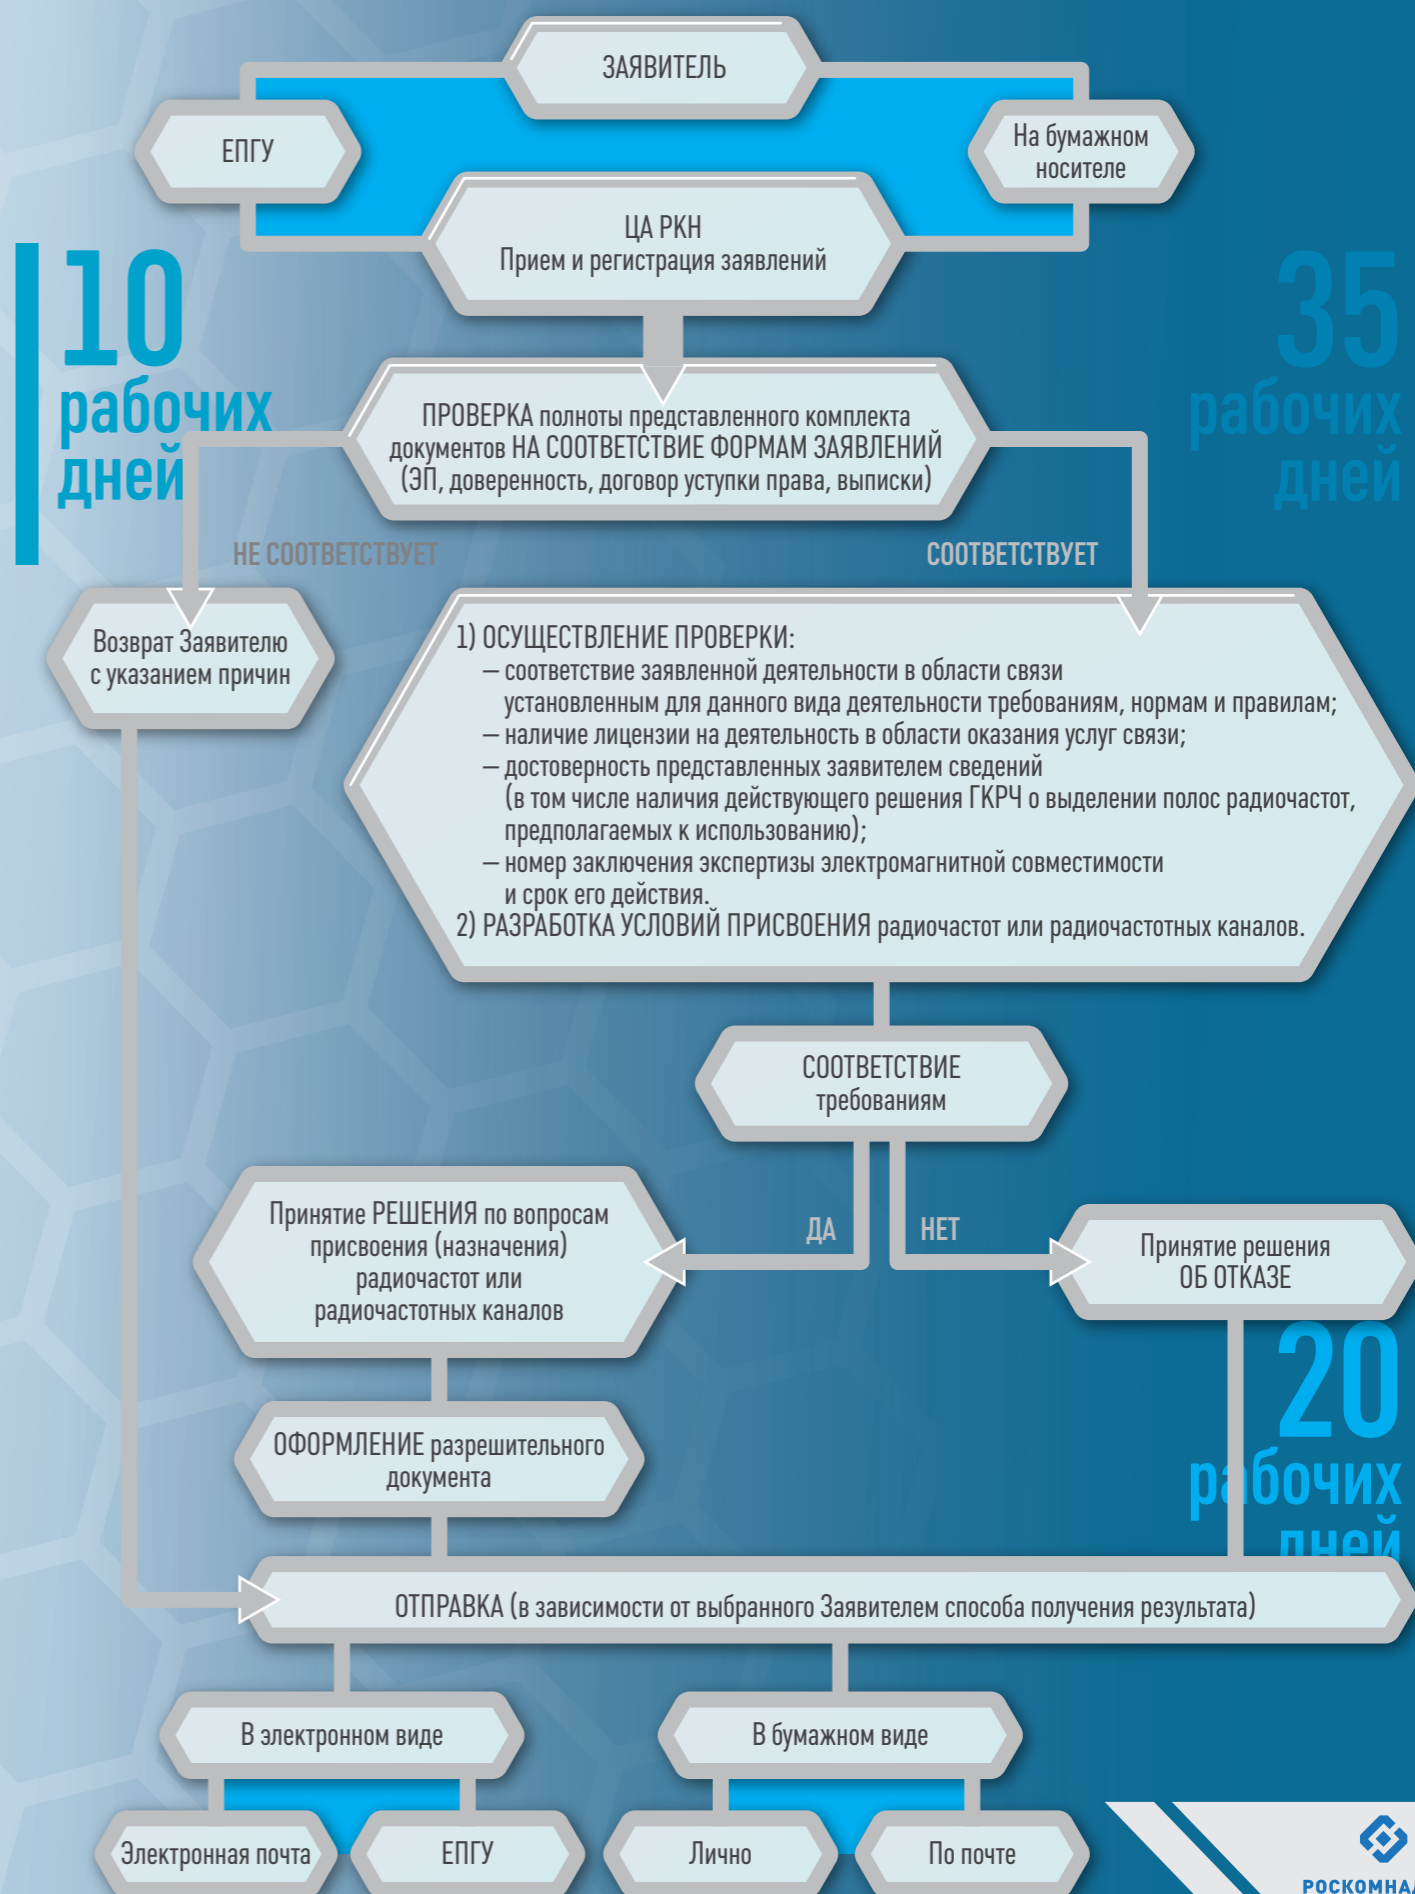 ЗАЯВИТЕЛЬ
ЕПГУ
На бумажном
носителе
ЦА РКН
Прием и регистрация заявлений
10
рабочих
дней
35
рабочих
дней
ПРОВЕРКА полноты представленного комплекта
документов НА СООТВЕТСТВИЕ ФОРМАМ ЗАЯВЛЕНИЙ
(ЭП, доверенность, договор уступки права, выписки)
НЕ СООТВЕТСТВУЕТ
СООТВЕТСТВУЕТ
Возврат Заявителю
с указанием причин
1) ОСУЩЕСТВЛЕНИЕ ПРОВЕРКИ:
– соответствие заявленной деятельности в области связи
установленным для данного вида деятельности требованиям, нормам и правилам;
– наличие лицензии на деятельность в области оказания услуг связи;
– достоверность представленных заявителем сведений
(в том числе наличия действующего решения ГКРЧ о выделении полос радиочастот,
предполагаемых к использованию);
– номер заключения экспертизы электромагнитной совместимости
и срок его действия.
2) РАЗРАБОТКА УСЛОВИЙ ПРИСВОЕНИЯ радиочастот или радиочастотных каналов.
СООТВЕТСТВИЕ
требованиям
ДА
НЕТ
Принятие РЕШЕНИЯ по вопросам
присвоения (назначения)
радиочастот или
радиочастотных каналов
Принятие решения
ОБ ОТКАЗЕ
20
рабочих
дней
ОФОРМЛЕНИЕ разрешительного
документа
ОТПРАВКА (в зависимости от выбранного Заявителем способа получения результата)
В электронном виде
В бумажном виде
Электронная почта
ЕПГУ
Лично
По почте